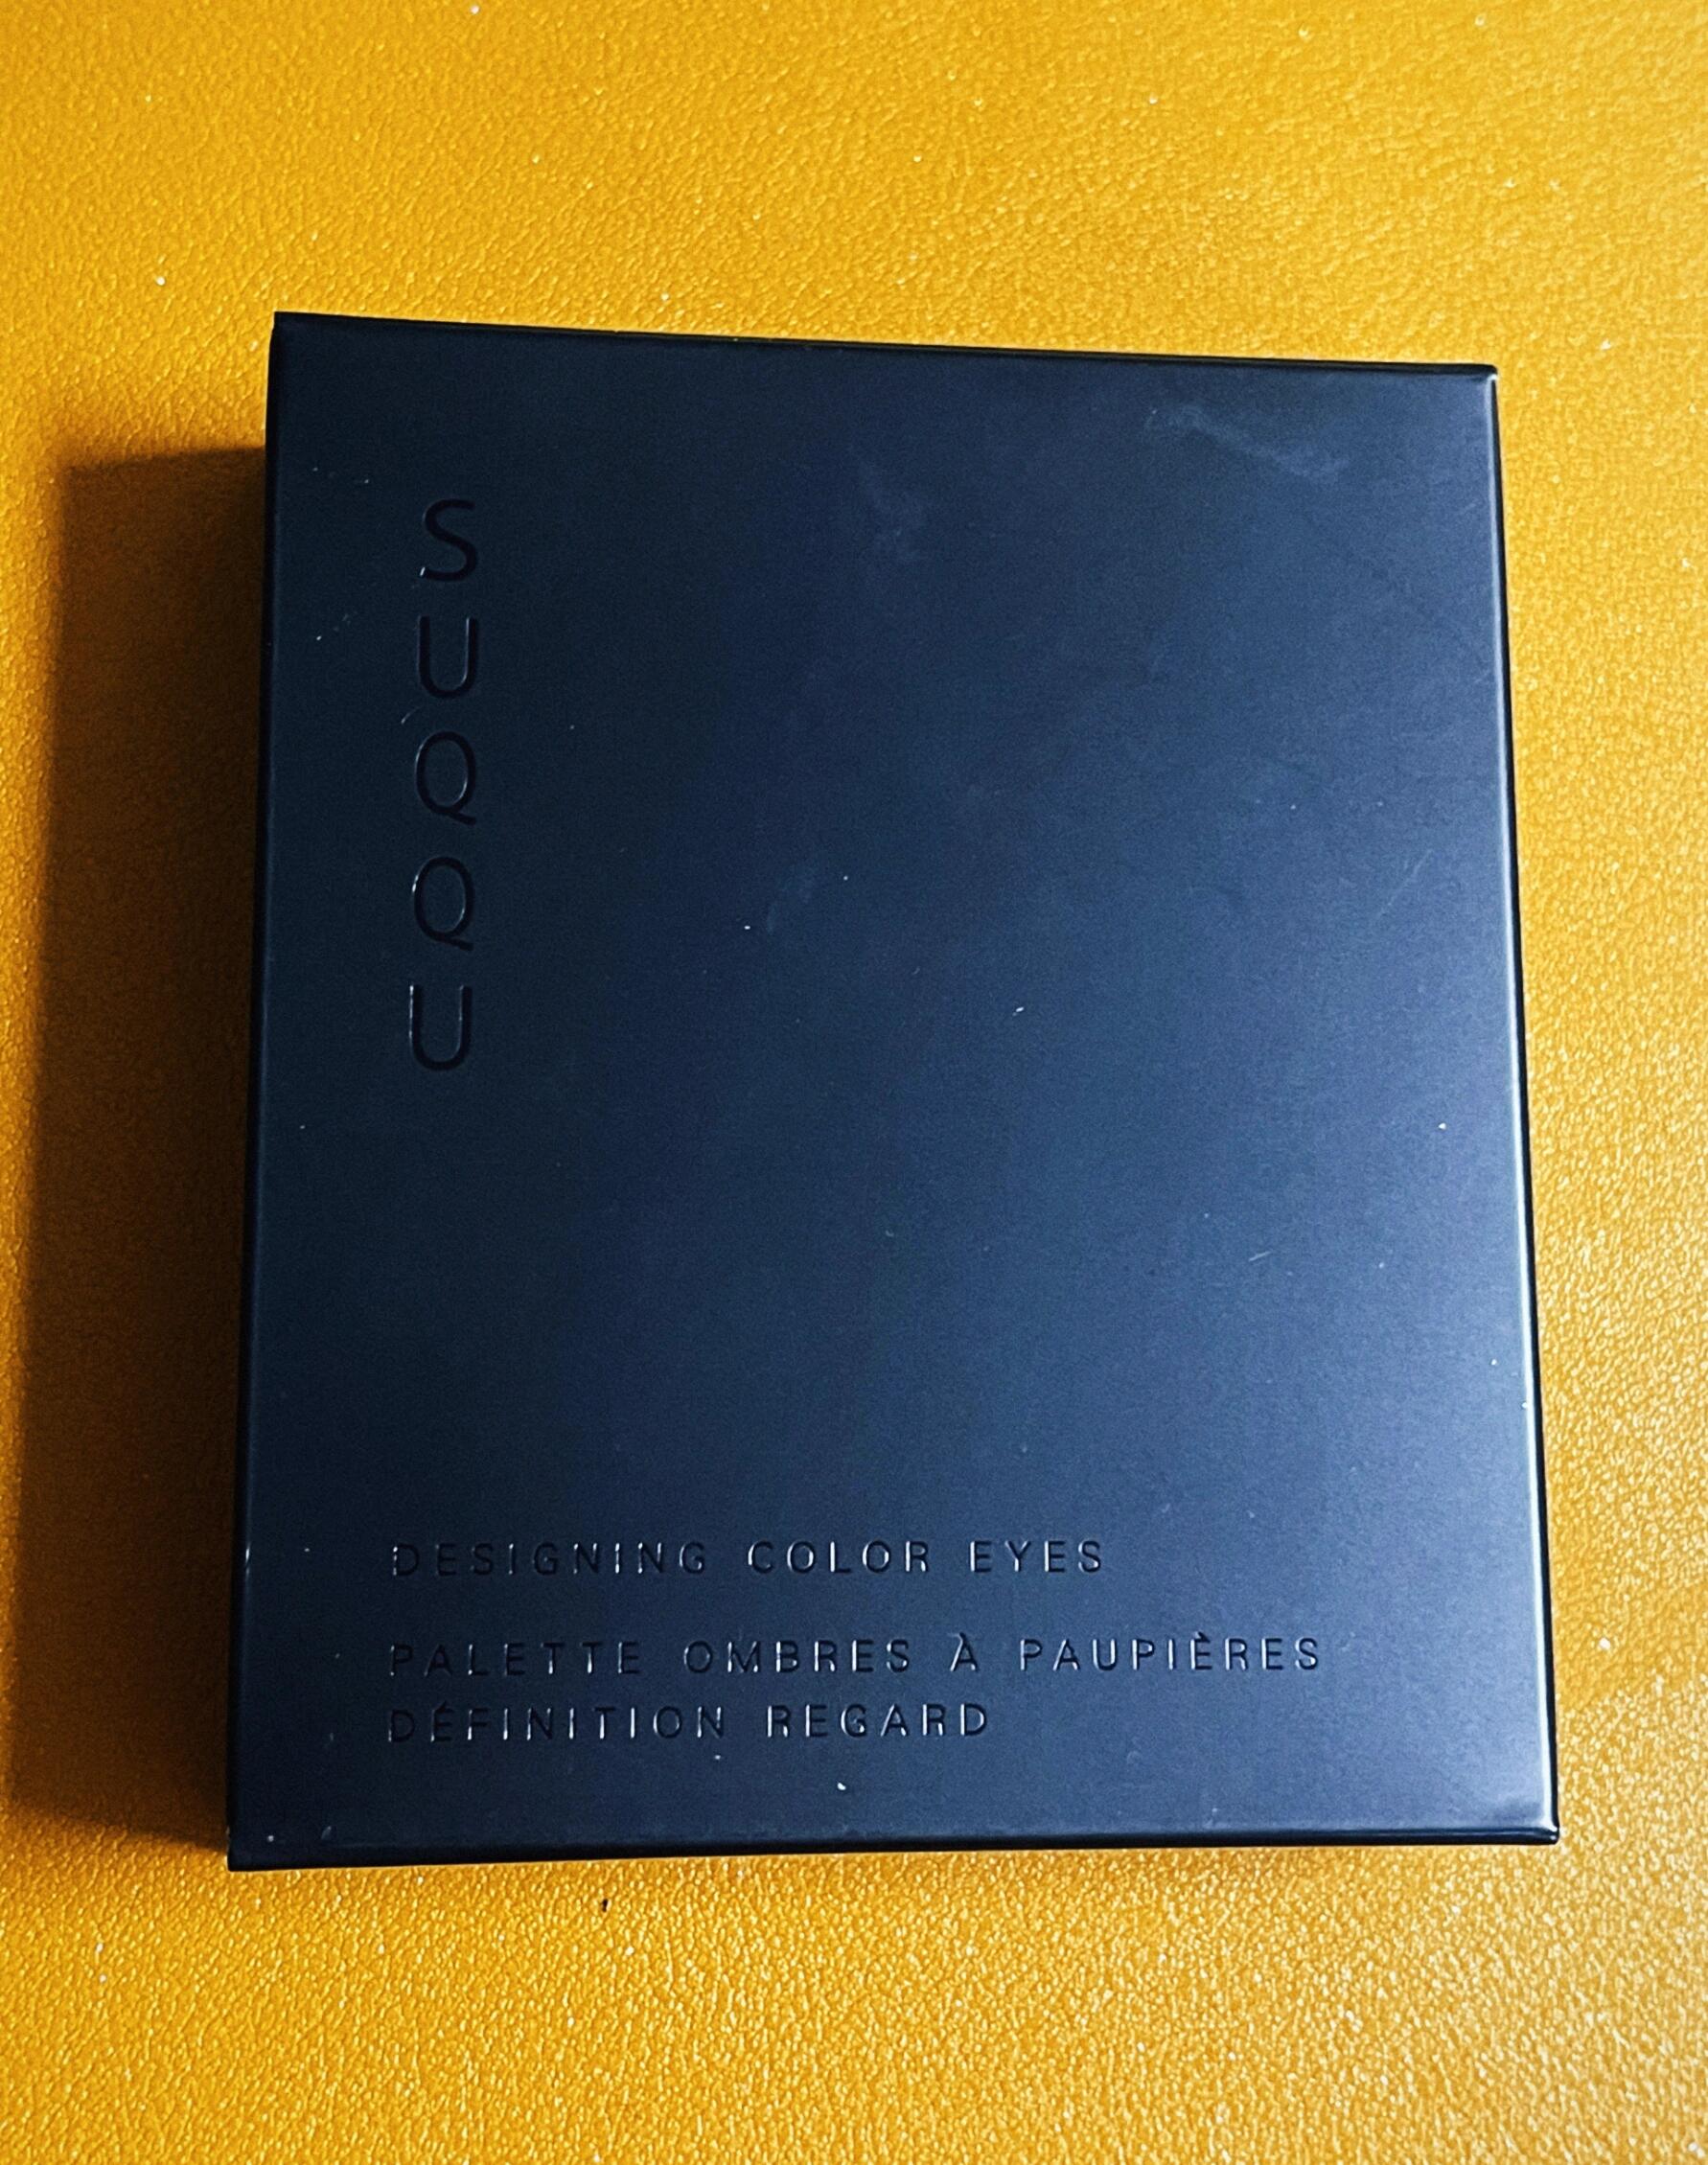 SUQQU
DESIGNING COLOR EYES
PALETTE OMBRES À PAUPIÈRES
DÉFINITION REGARD